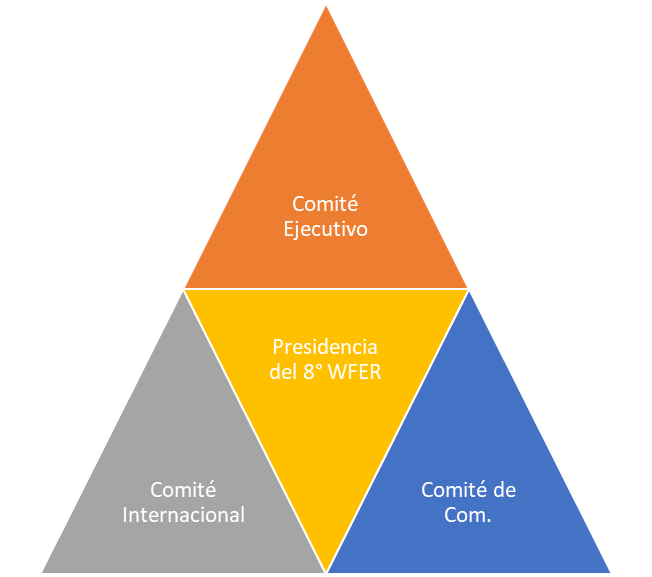 Comité
Ejecutivo
Presidencia
del 8° WFER
Comité
Internacional
Comité de
Com.